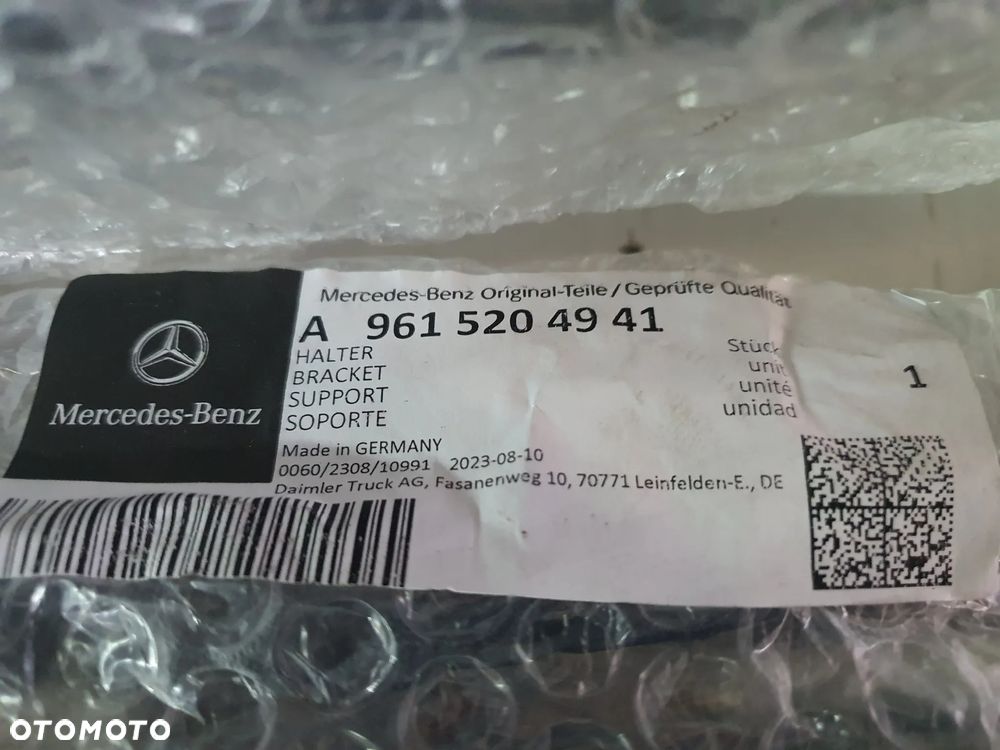 Mercedes-Benz Original-Teile / Geprüfte Qualität
A 961 520 49 41
HALTER
BRACKET
SUPPORT
SOPORTE
Stück
unit
unité
unidad
1
Mercedes-Benz
Made in GERMANY
0060/2308/10991 2023-08-10
Daimler Truck AG, Fasanenweg 10, 70771 Leinfelden-E., DE
OTOMOTO